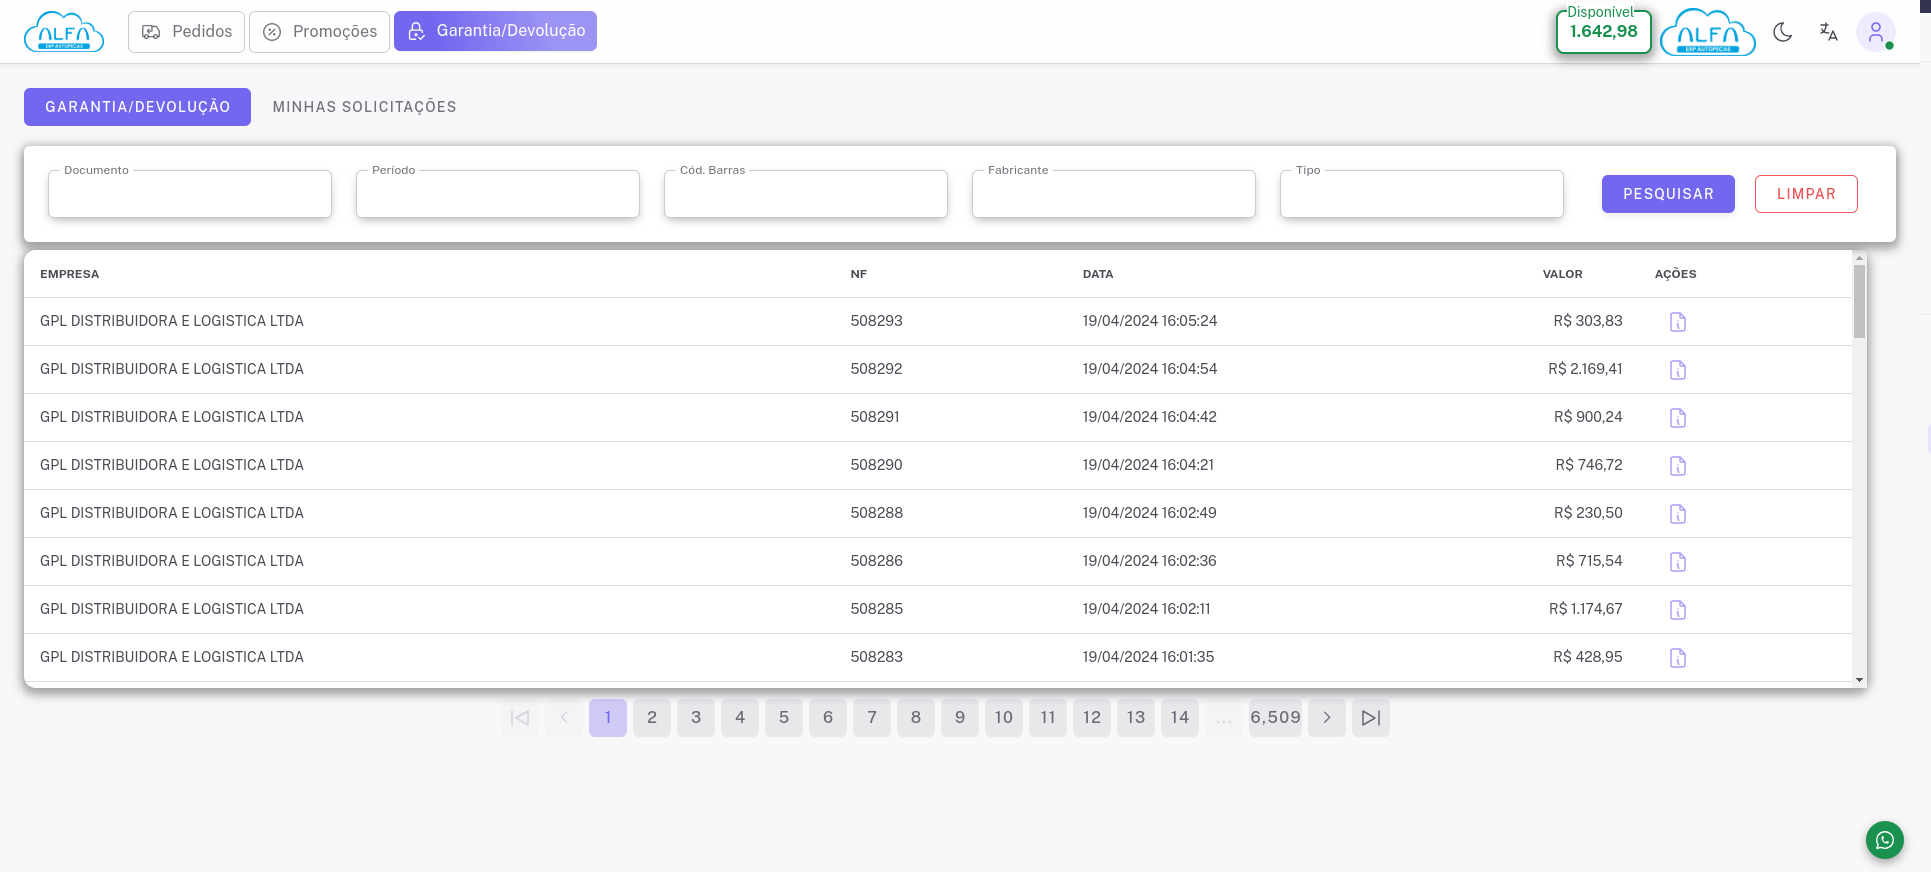 ALFA
ERP AUTOPEÇAS
Pedidos
Promoções
Garantia/Devolução
Disponível
1.642,98
ALFA
ERP AUTOPEÇAS
GARANTIA/DEVOLUÇÃO
MINHAS SOLICITAÇÕES
Documento
Período
Cód. Barras
Fabricante
Tipo
PESQUISAR
LIMPAR
EMPRESA NF DATA VALOR AÇÕES
GPL DISTRIBUIDORA E LOGISTICA LTDA 508293 19/04/2024 16:05:24 R$ 303,83
GPL DISTRIBUIDORA E LOGISTICA LTDA 508292 19/04/2024 16:04:54 R$ 2.169,41
GPL DISTRIBUIDORA E LOGISTICA LTDA 508291 19/04/2024 16:04:42 R$ 900,24
GPL DISTRIBUIDORA E LOGISTICA LTDA 508290 19/04/2024 16:04:21 R$ 746,72
GPL DISTRIBUIDORA E LOGISTICA LTDA 508288 19/04/2024 16:02:49 R$ 230,50
GPL DISTRIBUIDORA E LOGISTICA LTDA 508286 19/04/2024 16:02:36 R$ 715,54
GPL DISTRIBUIDORA E LOGISTICA LTDA 508285 19/04/2024 16:02:11 R$ 1.174,67
GPL DISTRIBUIDORA E LOGISTICA LTDA 508283 19/04/2024 16:01:35 R$ 428,95
1 2 3 4 5 6 7 8 9 10 11 12 13 14 ... 6,509